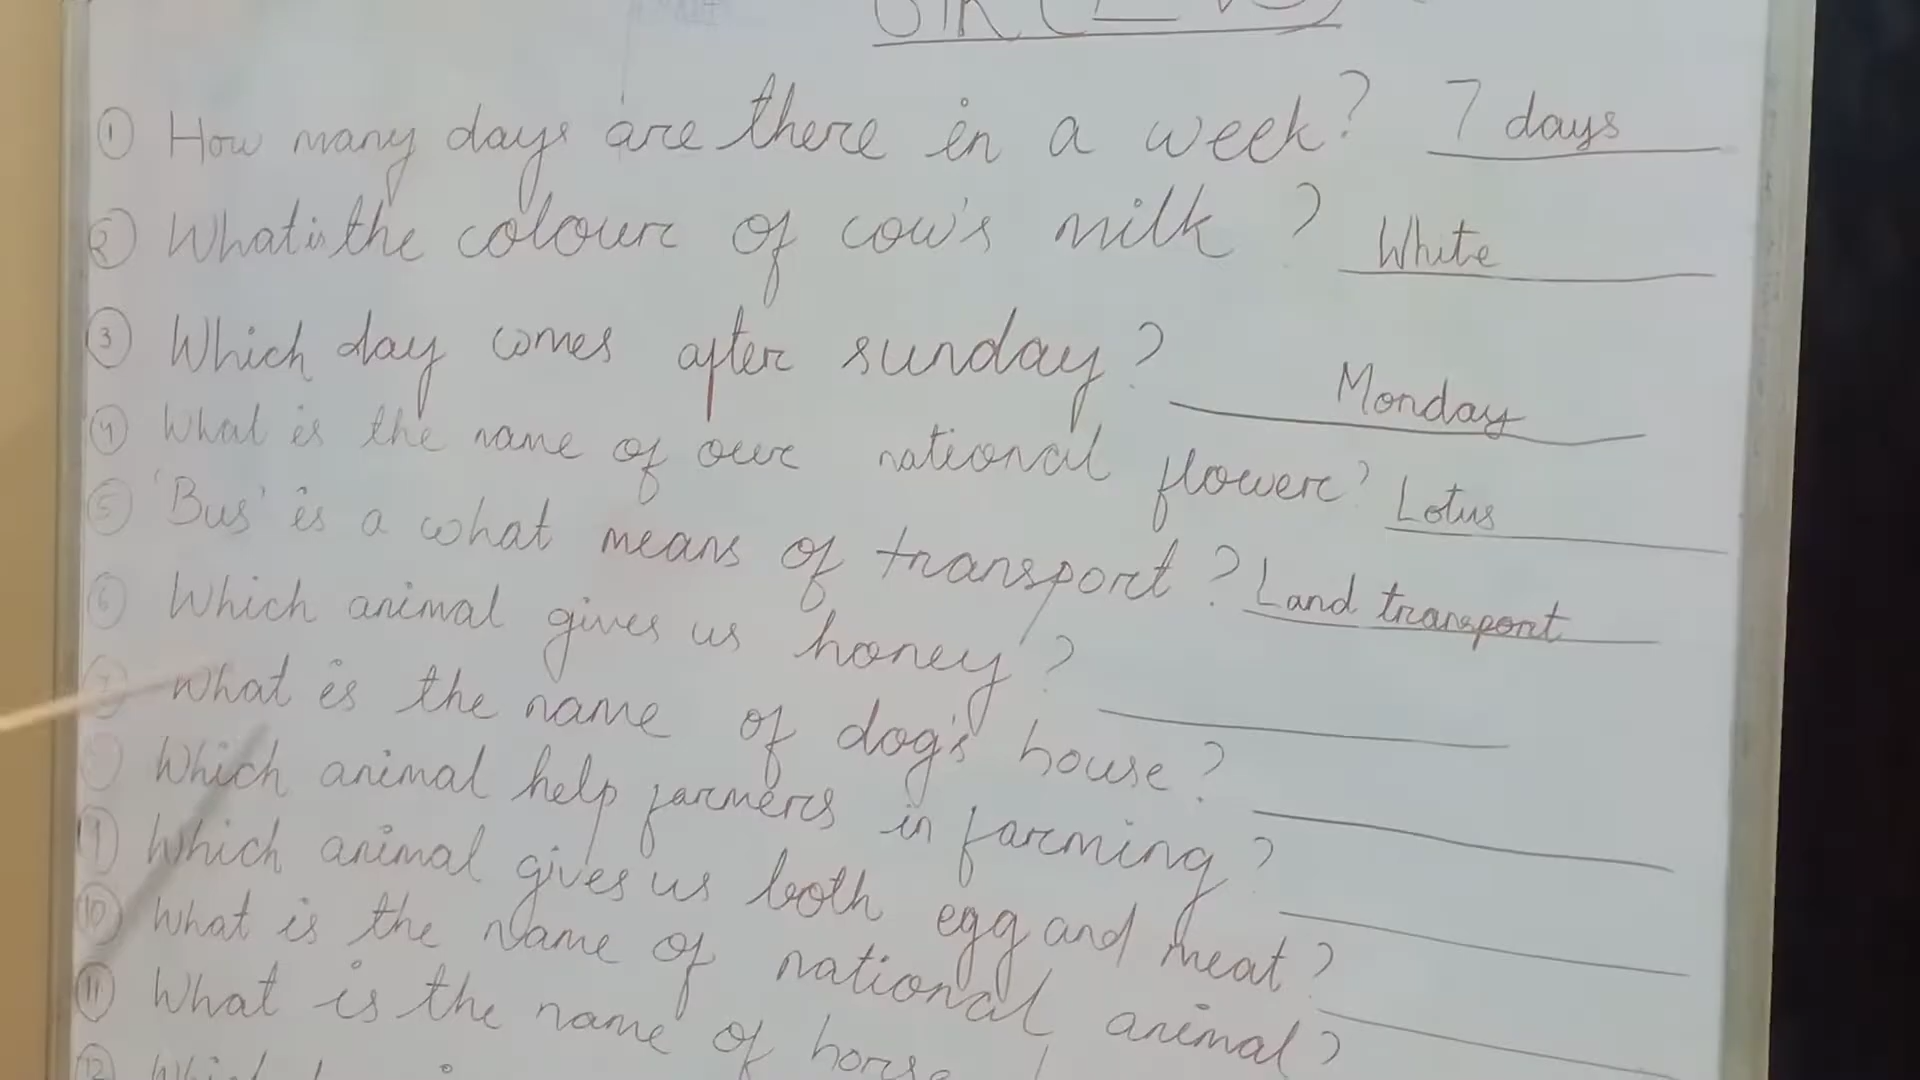 ① How many days are there in a week? 7 days
② What is the colour of cow's milk? White
③ Which day comes after sunday? Monday
④ What is the name of our national flower? Lotus
⑤ 'Bus' is a what means of transport? Land transport
⑥ Which animal gives us honey?
⑦ What is the name of dog's house?
Which animal help farmers in farming?
⑨ Which animal gives us both egg and meat?
⑩ What is the name of national animal?
⑪ What is the name of horse
⑫ Which